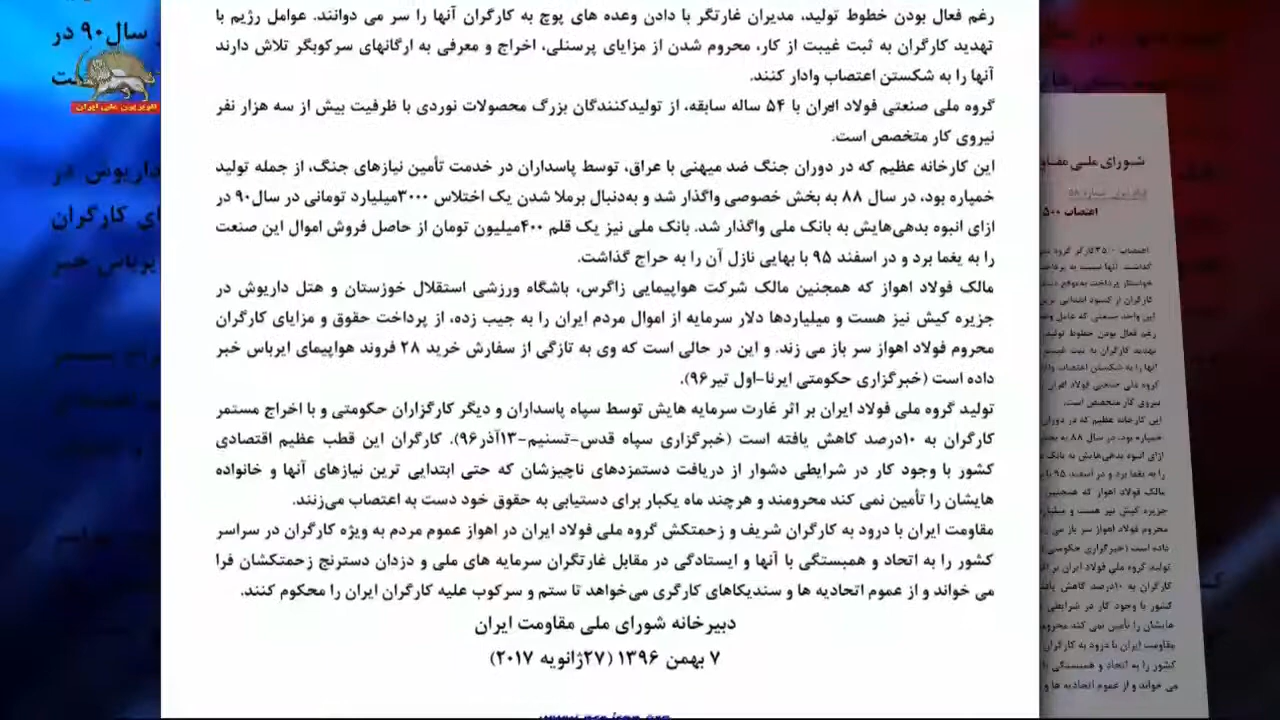 رغم فعال بودن خطوط تولید، مدیران غارتگر با دادن وعده های پوچ به کارگران آنها را سر می دوانند. عوامل رژیم با
تهدید کارگران به ثبت غیبت از کار، محروم شدن از مزایای پرسنلی، اخراج و معرفی به ارگانهای سرکوبگر تلاش دارند
آنها را به شکستن اعتصاب وادار کنند.
گروه ملی صنعتی فولاد ایران با ۵۴ ساله سابقه، از تولیدکنندگان بزرگ محصولات نوردی با ظرفیت بیش از سه هزار نفر
نیروی کار متخصص است.
این کارخانه عظیم که در دوران جنگ ضد میهنی با عراق، توسط پاسداران در خدمت تأمین نیازهای جنگ، از جمله تولید
خمپاره بود، در سال ۸۸ به بخش خصوصی واگذار شد و به‌دنبال برملا شدن یک اختلاس ۳۰۰۰میلیارد تومانی در سال۹۰ در
ازای انبوه بدهی‌هایش به بانک ملی واگذار شد. بانک ملی نیز یک قلم ۴۰۰میلیون تومان از حاصل فروش اموال این صنعت
را به یغما برد و در اسفند ۹۵ با بهایی نازل آن را به حراج گذاشت.
مالک فولاد اهواز که همچنین مالک شرکت هواپیمایی زاگرس، باشگاه ورزشی استقلال خوزستان و هتل داریوش در
جزیره کیش نیز هست و میلیاردها دلار سرمایه از اموال مردم ایران را به جیب زده، از پرداخت حقوق و مزایای کارگران
محروم فولاد اهواز سر باز می زند. و این در حالی است که وی به تازگی از سفارش خرید ۲۸ فروند هواپیمای ایرباس خبر
داده است (خبرگزاری حکومتی ایرنا-اول تیر۹۶).
تولید گروه ملی فولاد ایران بر اثر غارت سرمایه هایش توسط سپاه پاسداران و دیگر کارگزاران حکومتی و با اخراج مستمر
کارگران به ۱۰درصد کاهش یافته است (خبرگزاری سپاه قدس-تسنیم-۱۳آذر۹۶). کارگران این قطب عظیم اقتصادی
کشور با وجود کار در شرایطی دشوار از دریافت دستمزدهای ناچیزشان که حتی ابتدایی ترین نیازهای آنها و خانواده
هایشان را تأمین نمی کند محرومند و هرچند ماه یکبار برای دستیابی به حقوق خود دست به اعتصاب می‌زنند.
مقاومت ایران با درود به کارگران شریف و زحمتکش گروه ملی فولاد ایران در اهواز عموم مردم به ویژه کارگران در سراسر
کشور را به اتحاد و همبستگی با آنها و ایستادگی در مقابل غارتگران سرمایه های ملی و دزدان دسترنج زحمتکشان فرا
می خواند و از عموم اتحادیه ها و سندیکاهای کارگری می‌خواهد تا ستم و سرکوب علیه کارگران ایران را محکوم کنند.
دبیرخانه شورای ملی مقاومت ایران
۷ بهمن ۱۳۹۶ (۲۷ژانویه ۲۰۱۷)